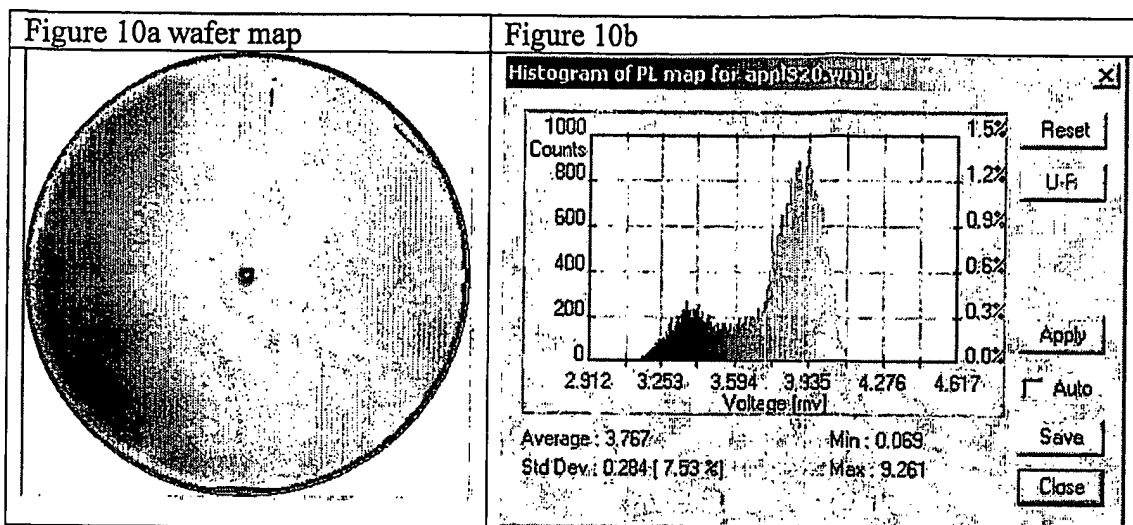 Figure 10a wafer map
Figure 10b
Histogram of PL map for appl920.wmp
1000
Counts
800
600
400
200
0
1.5%
1.2%
0.9%
0.6%
0.3%
0.0%
2.912 3.253 3.594 3.935 4.276 4.617
Voltage [mv]
Average : 3.767
Min : 0.069
Std Dev : 0.284 [ 7.53 %]
Max : 9.261
Reset
Apply
Auto
Save
Close